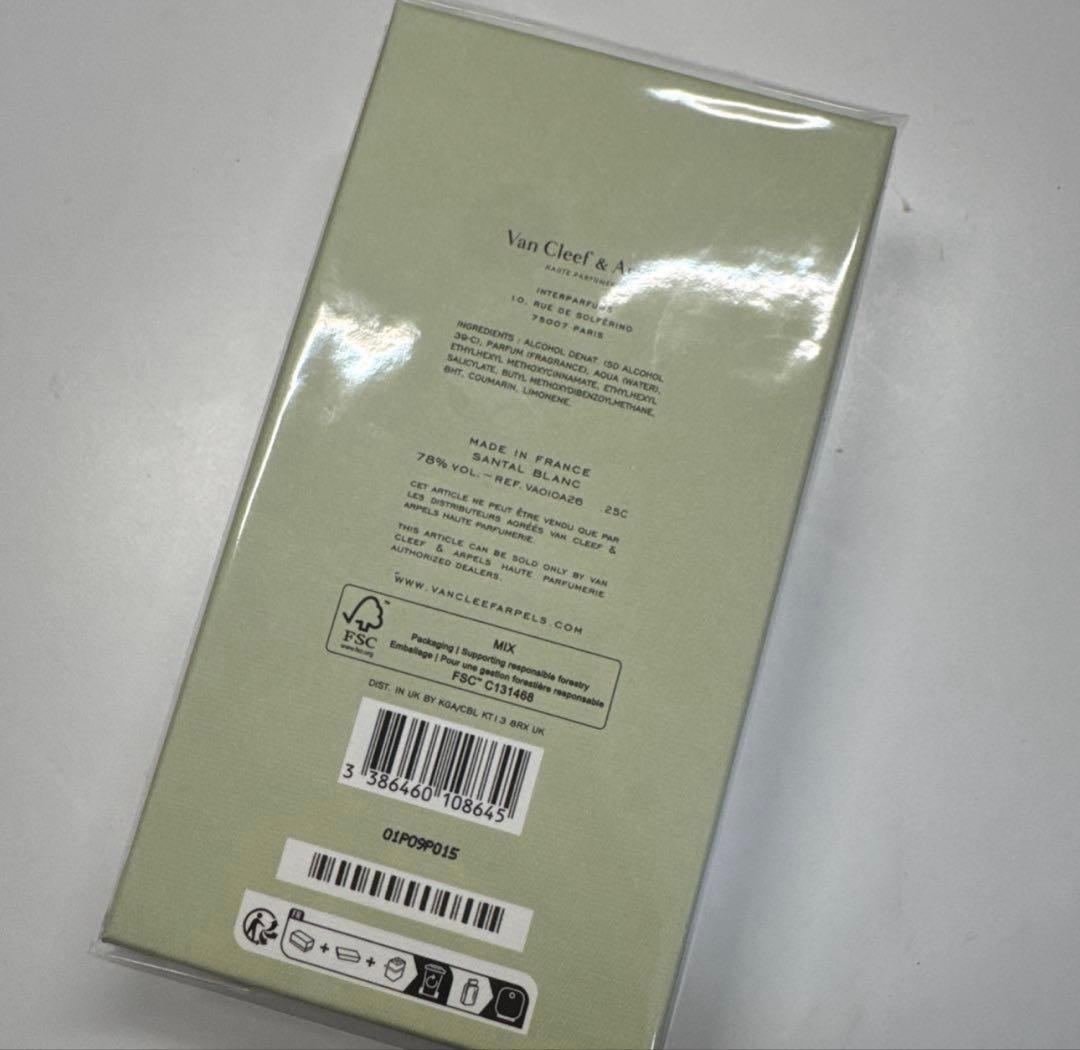 Van Cleef & 
HAUTE PARFUMERIE
INTERPARFUMS
10, RUE DE SOLFÉRINO
75007 PARIS
INGREDIENTS : ALCOHOL DENAT. (SD ALCOHOL
39-C), PARFUM (FRAGRANCE), AQUA (WATER),
ETHYLHEXYL METHOXYCINNAMATE, ETHYLHEXYL
SALICYLATE, BUTYL METHOXYDIBENZOYLMETHANE,
BHT, COUMARIN, LIMONENE.
MADE IN FRANCE
SANTAL BLANC
78% VOL. – REF. VA010A26 .25C
CET ARTICLE NE PEUT ÊTRE VENDU QUE PAR
LES DISTRIBUTEURS AGRÉÉS VAN CLEEF &
ARPELS HAUTE PARFUMERIE.
THIS ARTICLE CAN BE SOLD ONLY BY VAN
CLEEF & ARPELS HAUTE PARFUMERIE
AUTHORIZED DEALERS.
WWW.VANCLEEFARPELS.COM
FSC™
www.fsc.org
MIX
Packaging | Supporting responsible forestry
Emballage | Pour une gestion forestière responsable
FSC™ C131468
DIST. IN UK BY KGA/CBL KT13 8RX UK
3 386460 108645
01P09P015
FR